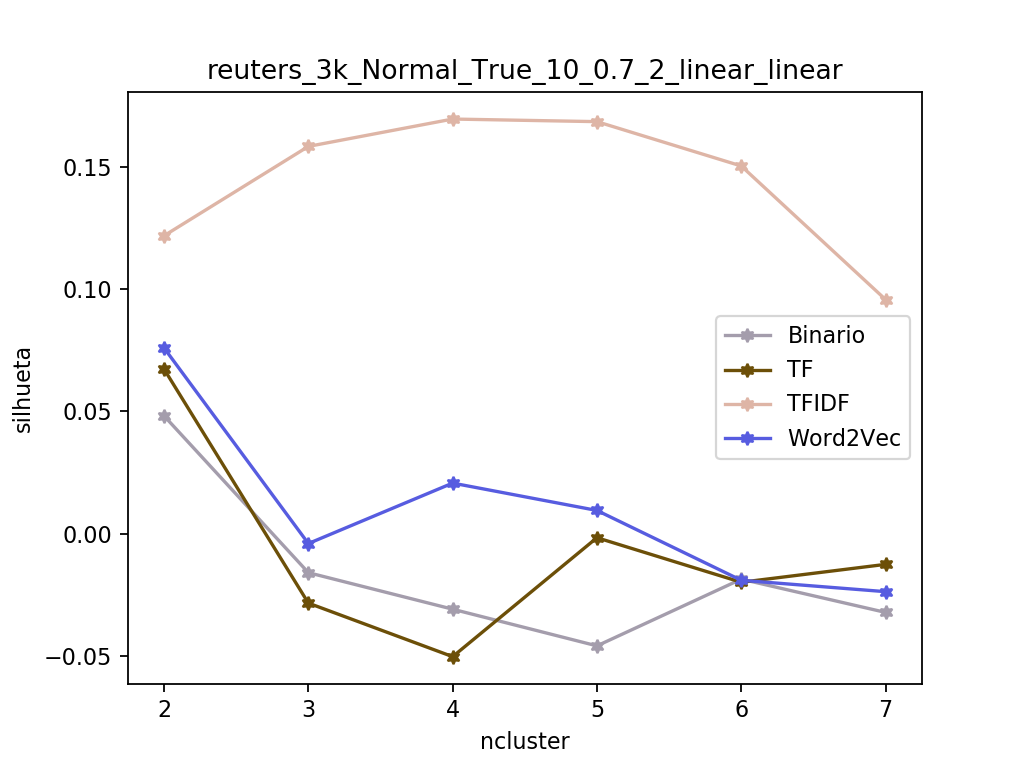 reuters_3k_Normal_True_10_0.7_2_linear_linear
silhueta
0.15
0.10
0.05
0.00
−0.05
Binario
TF
TFIDF
Word2Vec
2 3 4 5 6 7
ncluster